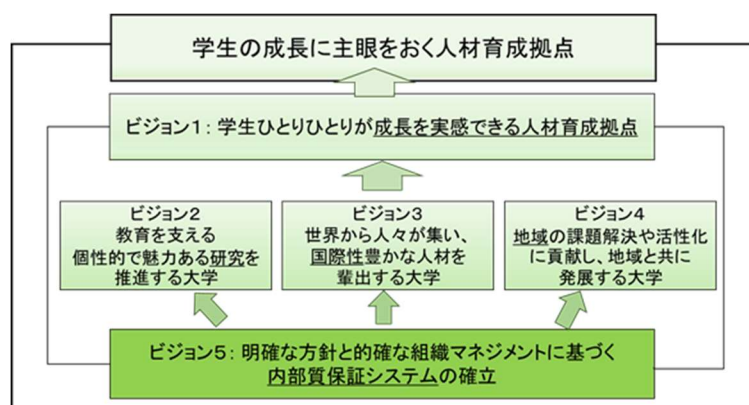 学生の成長に主眼をおく人材育成拠点
ビジョン1：学生ひとりひとりが成長を実感できる人材育成拠点
ビジョン2
教育を支える
個性的で魅力ある研究を
推進する大学
ビジョン3
世界から人々が集い、
国際性豊かな人材を
輩出する大学
ビジョン4
地域の課題解決や活性化
に貢献し、地域と共に
発展する大学
ビジョン5：明確な方針と的確な組織マネジメントに基づく
内部質保証システムの確立